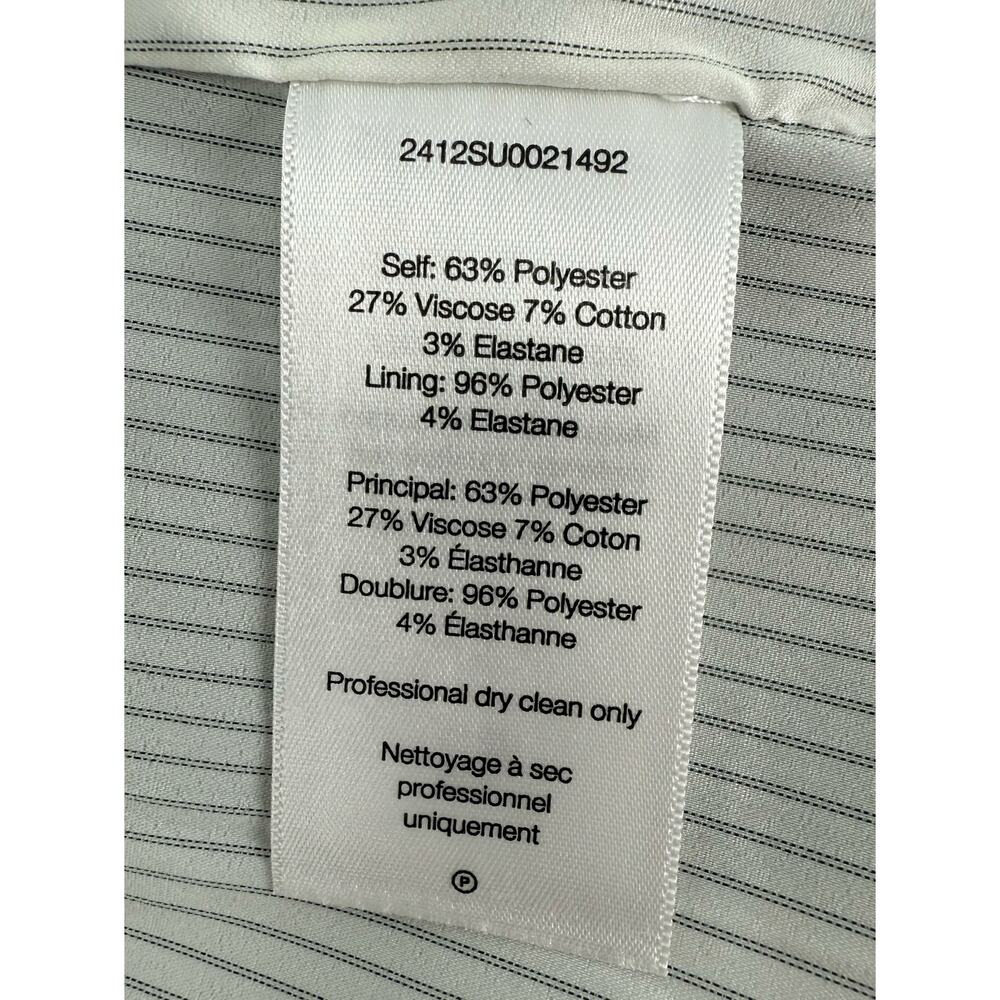 2412SU0021492
Self: 63% Polyester
27% Viscose 7% Cotton
3% Elastane
Lining: 96% Polyester
4% Elastane
Principal: 63% Polyester
27% Viscose 7% Coton
3% Élasthanne
Doublure: 96% Polyester
4% Élasthanne
Professional dry clean only
Nettoyage à sec
professionnel
uniquement
P